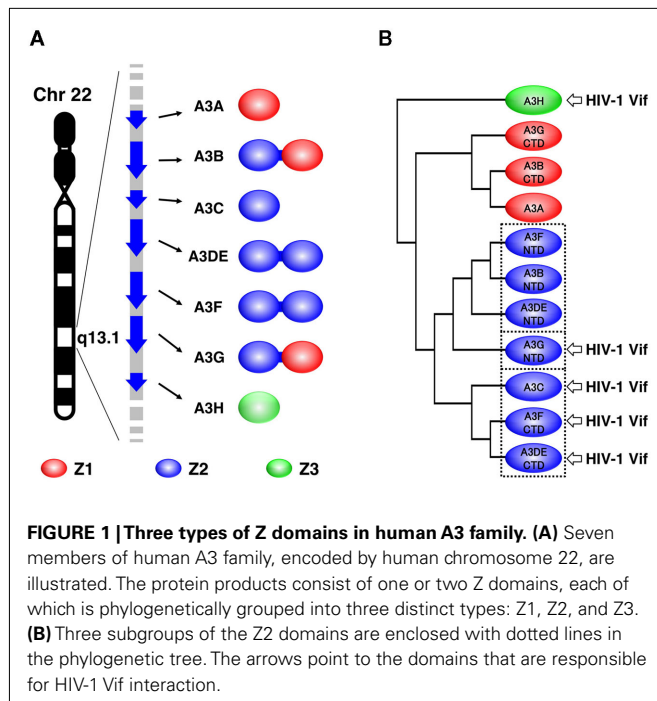 A
Chr 22
q13.1
A3A
A3B
A3C
A3DE
A3F
A3G
A3H
Z1
Z2
Z3
B
A3H
HIV-1 Vif
A3G
CTD
A3B
CTD
A3A
A3F
NTD
A3B
NTD
A3DE
NTD
A3G
NTD
HIV-1 Vif
A3C
HIV-1 Vif
A3F
CTD
HIV-1 Vif
A3DE
CTD
HIV-1 Vif
FIGURE 1 | Three types of Z domains in human A3 family. (A) Seven
members of human A3 family, encoded by human chromosome 22, are
illustrated. The protein products consist of one or two Z domains, each of
which is phylogenetically grouped into three distinct types: Z1, Z2, and Z3.
(B) Three subgroups of the Z2 domains are enclosed with dotted lines in
the phylogenetic tree. The arrows point to the domains that are responsible
for HIV-1 Vif interaction.